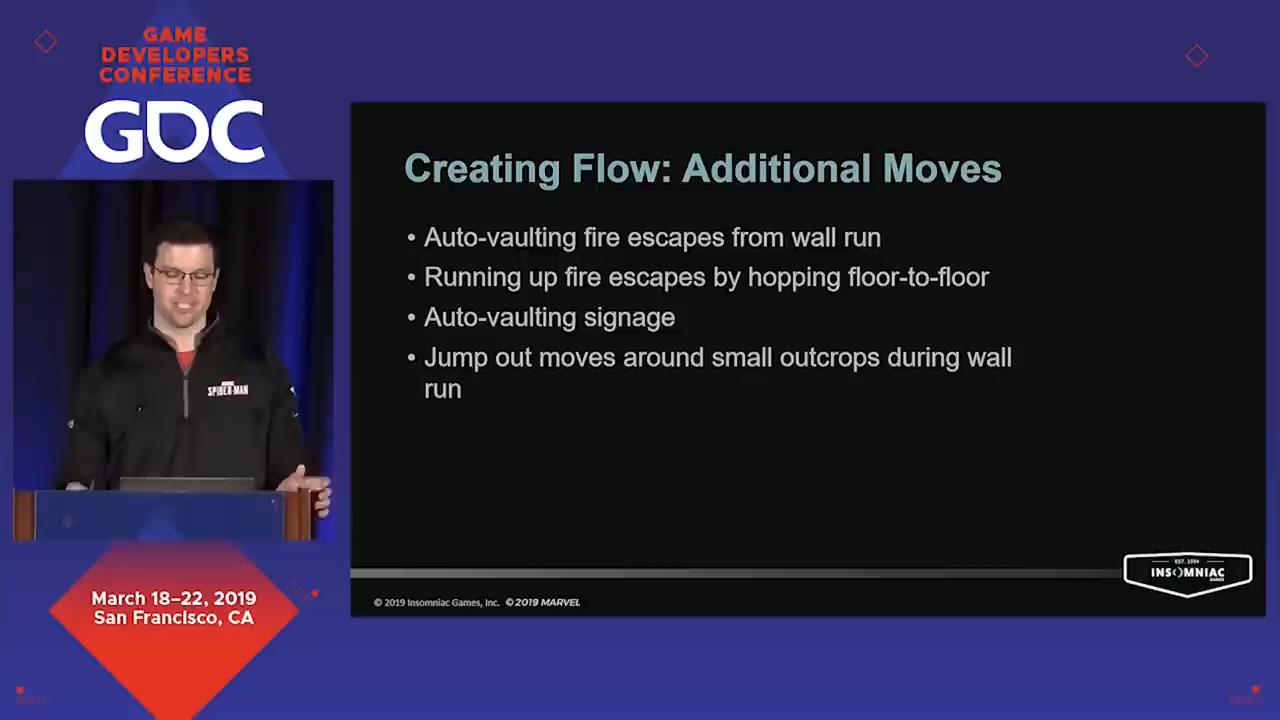 GAME
DEVELOPERS
CONFERENCE
GDC
SPIDER-MAN
March 18–22, 2019
San Francisco, CA
Creating Flow: Additional Moves
• Auto-vaulting fire escapes from wall run
• Running up fire escapes by hopping floor-to-floor
• Auto-vaulting signage
• Jump out moves around small outcrops during wall
run
EST. 1994
INSOMNIAC
GAMES
© 2019 Insomniac Games, Inc. © 2019 MARVEL